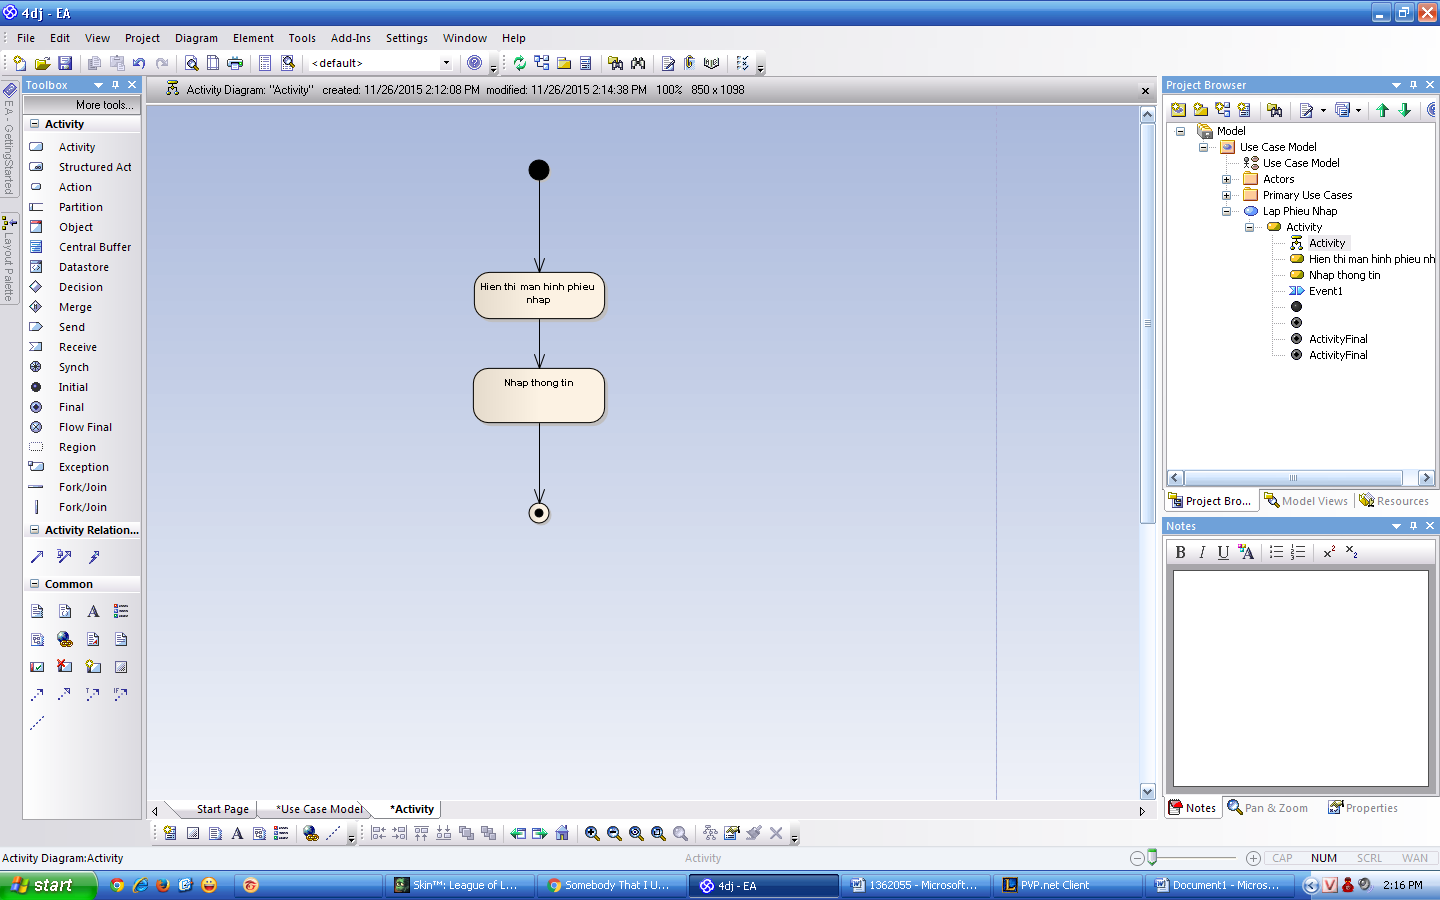 4dj - EA
File Edit View Project Diagram Element Tools Add-Ins Settings Window Help
<default>
Toolbox
More tools...
Activity
Activity
Structured Act
Action
Partition
Object
Central Buffer
Datastore
Decision
Merge
Send
Receive
Synch
Initial
Final
Flow Final
Region
Exception
Fork/Join
Fork/Join
Activity Relation...
Common
EA - GettingStarted
Layout Palette
Activity Diagram: "Activity" created: 11/26/2015 2:12:08 PM modified: 11/26/2015 2:14:38 PM 100% 850 x 1098
Hien thi man hinh phieu
nhap
Nhap thong tin
Start Page *Use Case Model *Activity
Project Browser
Model
Use Case Model
Use Case Model
Actors
Primary Use Cases
Lap Phieu Nhap
Activity
Activity
Hien thi man hinh phieu nh
Nhap thong tin
Event1
ActivityFinal
ActivityFinal
Project Bro... Model Views Resources
Notes
B I U A x² x₂
Notes Pan & Zoom Properties
Activity Diagram:Activity Activity CAP NUM SCRL WAN
start Skin™: League of L... Somebody That I U... 4dj - EA 1362055 - Microsoft... PVP.net Client Document1 - Micros... 2:16 PM